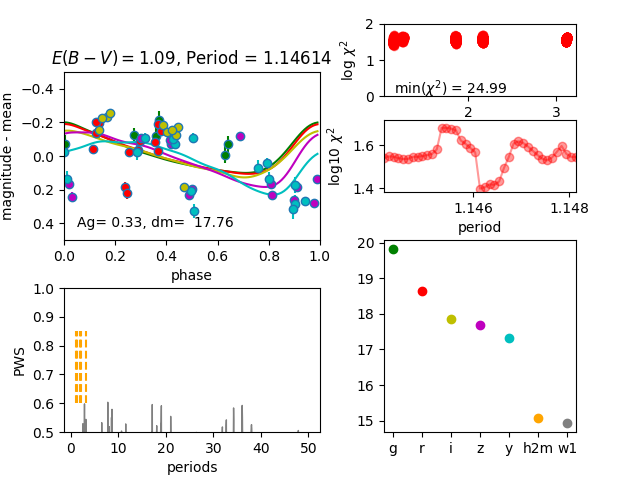 E(B − V) = 1.09, Period = 1.14614
magnitude - mean
−0.4
−0.2
0.0
0.2
0.4
Ag= 0.33, dm=  17.76
0.0 0.2 0.4 0.6 0.8 1.0
phase
log χ²
2
1
0
min(χ²) = 24.99
2 3
log10 χ²
1.6
1.4
1.146 1.148
period
PWS
1.0
0.9
0.8
0.7
0.6
0.5
0 10 20 30 40 50
periods
20
19
18
17
16
15
g r i z y h2m w1